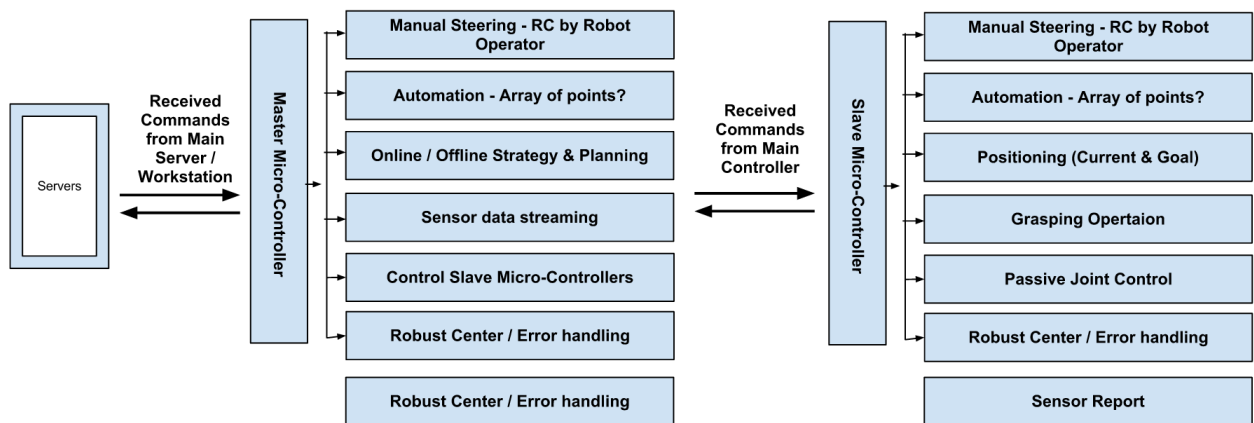 Servers
Received
Commands
from Main
Server /
Workstation
Master Micro-Controller
Manual Steering - RC by Robot
Operator
Automation - Array of points?
Online / Offline Strategy & Planning
Sensor data streaming
Control Slave Micro-Controllers
Robust Center / Error handling
Robust Center / Error handling
Received
Commands
from Main
Controller
Slave Micro-Controller
Manual Steering - RC by Robot
Operator
Automation - Array of points?
Positioning (Current & Goal)
Grasping Opertaion
Passive Joint Control
Robust Center / Error handling
Sensor Report